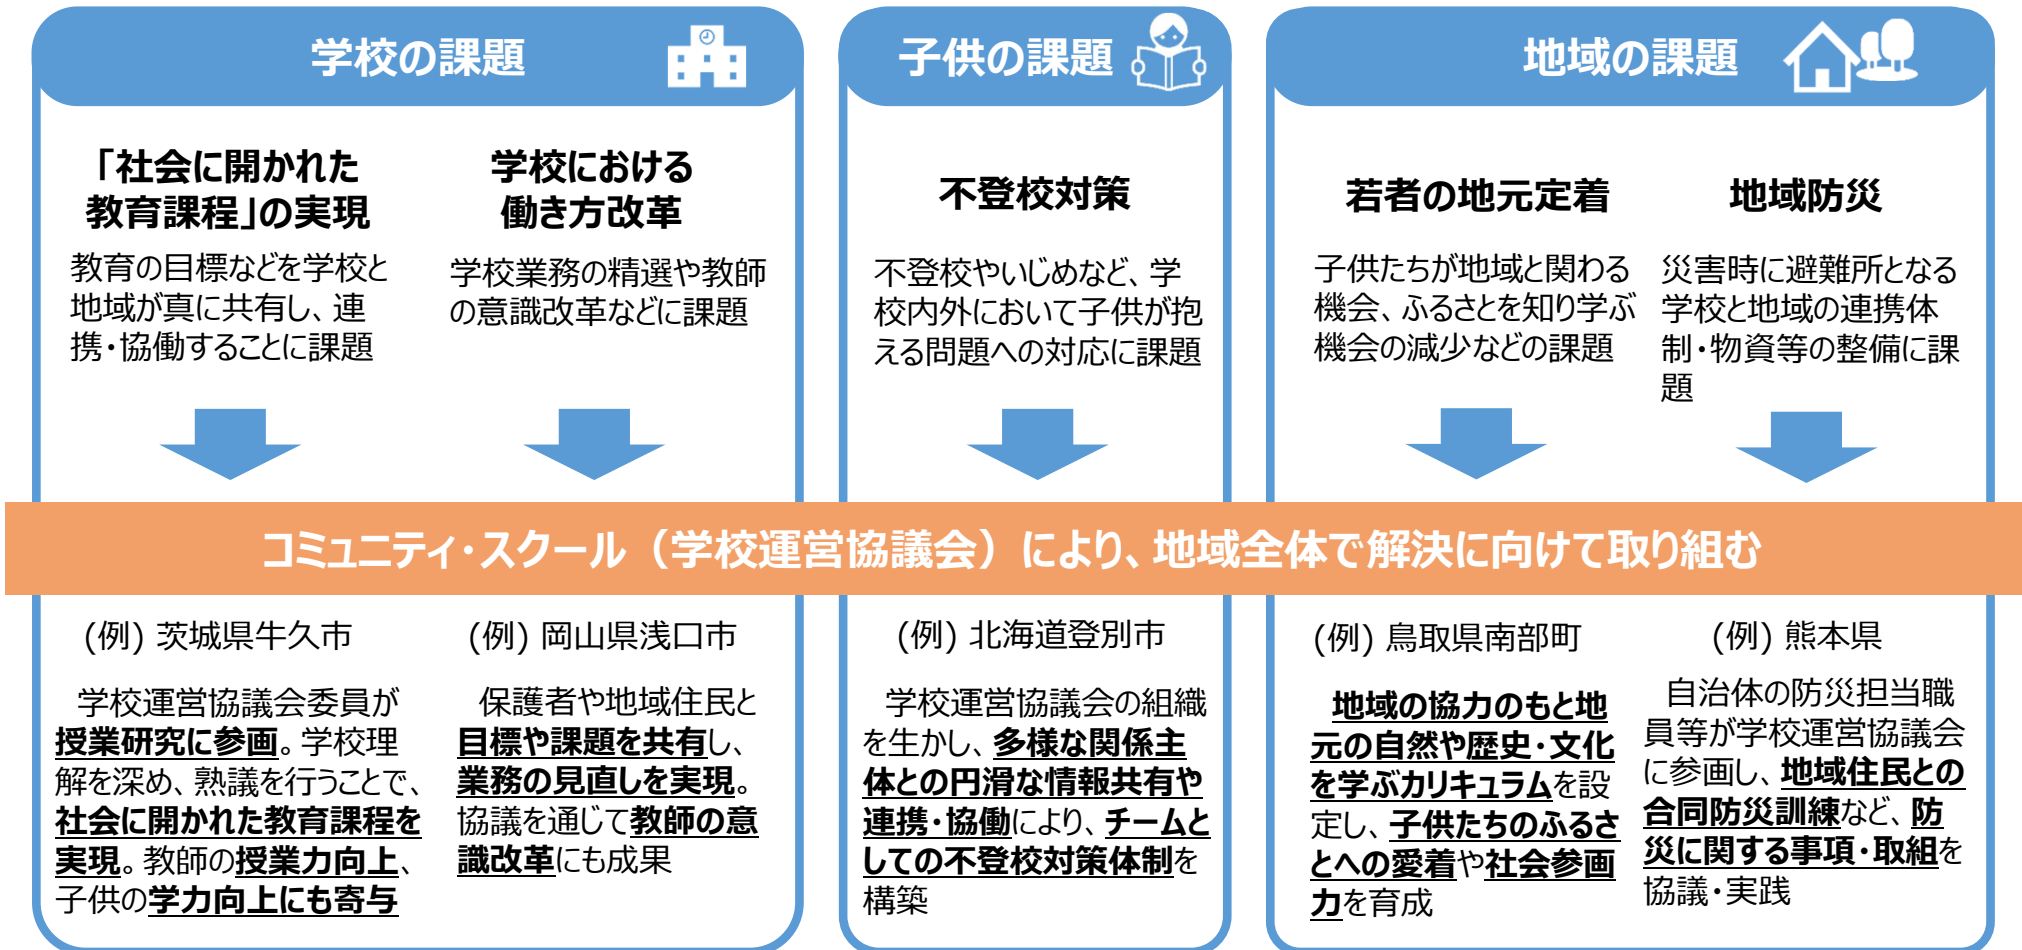 学校の課題
「社会に開かれた
教育課程」の実現
教育の目標などを学校と
地域が真に共有し、連
携・協働することに課題
学校における
働き方改革
学校業務の精選や教師
の意識改革などに課題
子供の課題
不登校対策
不登校やいじめなど、学
校内外において子供が抱
える問題への対応に課題
地域の課題
若者の地元定着
子供たちが地域と関わる
機会、ふるさとを知り学ぶ
機会の減少などの課題
地域防災
災害時に避難所となる
学校と地域の連携体
制・物資等の整備に課
題
コミュニティ・スクール（学校運営協議会）により、地域全体で解決に向けて取り組む
(例) 茨城県牛久市
学校運営協議会委員が
授業研究に参画。学校理
解を深め、熟議を行うことで、
社会に開かれた教育課程を
実現。教師の授業力向上、
子供の学力向上にも寄与
(例) 岡山県浅口市
保護者や地域住民と
目標や課題を共有し、
業務の見直しを実現。
協議を通じて教師の意
識改革にも成果
(例) 北海道登別市
学校運営協議会の組織
を生かし、多様な関係主
体との円滑な情報共有や
連携・協働により、チームと
しての不登校対策体制を
構築
(例) 鳥取県南部町
地域の協力のもと地
元の自然や歴史・文化
を学ぶカリキュラムを設
定し、子供たちのふるさ
とへの愛着や社会参画
力を育成
(例) 熊本県
自治体の防災担当職
員等が学校運営協議会
に参画し、地域住民との
合同防災訓練など、防
災に関する事項・取組を
協議・実践